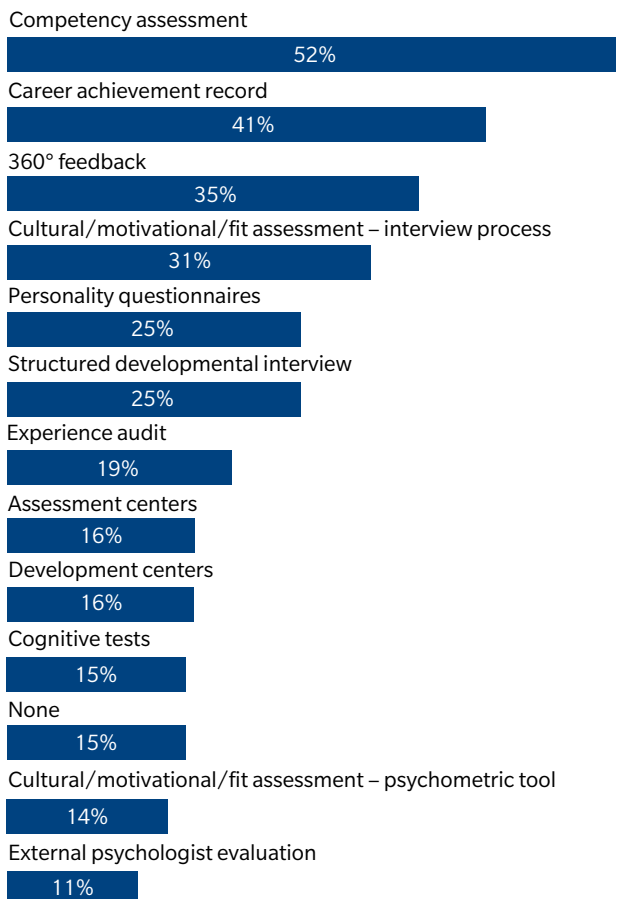 Competency assessment
52%
Career achievement record
41%
360° feedback
35%
Cultural/motivational/fit assessment – interview process
31%
Personality questionnaires
25%
Structured developmental interview
25%
Experience audit
19%
Assessment centers
16%
Development centers
16%
Cognitive tests
15%
None
15%
Cultural/motivational/fit assessment – psychometric tool
14%
External psychologist evaluation
11%